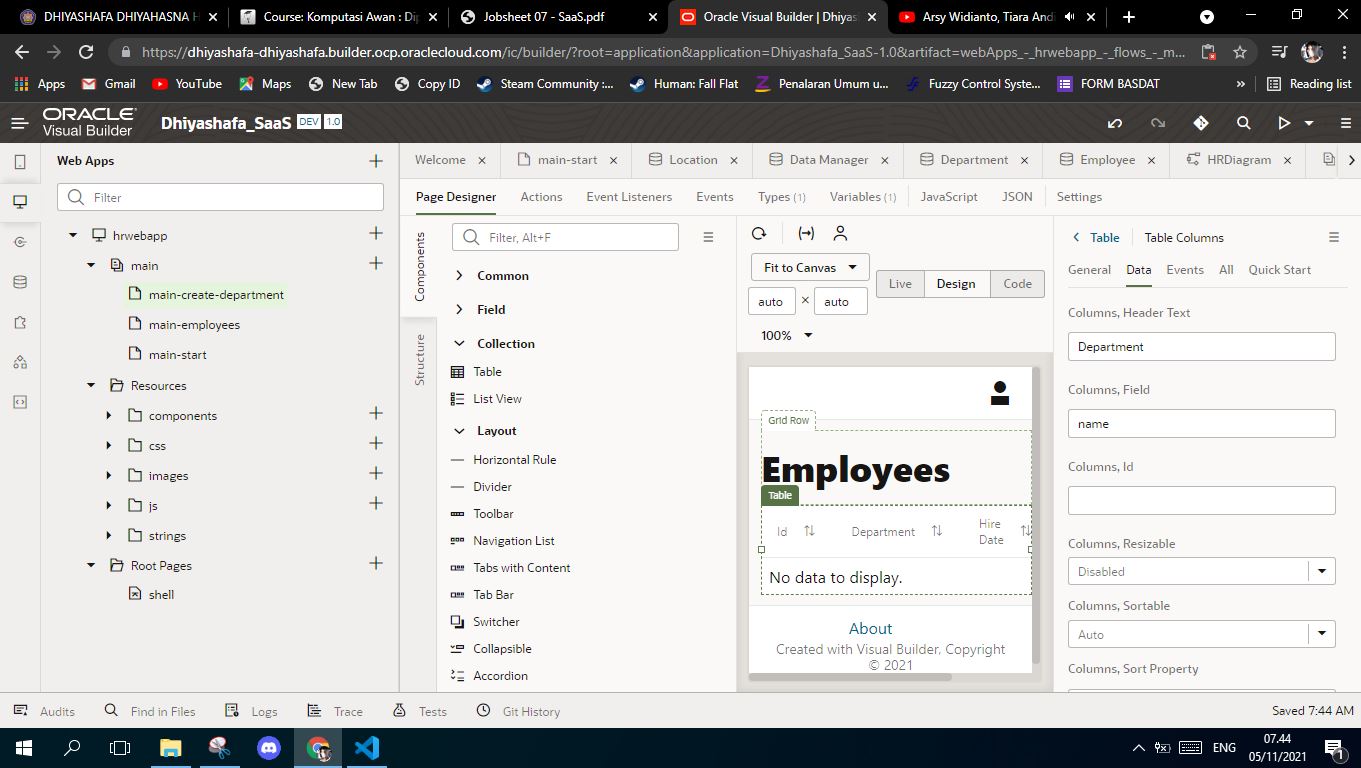 DHIYASHAFA DHIYAHASNA H
Course: Komputasi Awan : Dip
Jobsheet 07 - SaaS.pdf
Oracle Visual Builder | Dhiyash
Arsy Widianto, Tiara Andi
https://dhiyashafa-dhiyashafa.builder.ocp.oraclecloud.com/ic/builder/?root=application&application=Dhiyashafa_SaaS-1.0&artifact=webApps_-_hrwebapp_-_flows_-_m...
Apps
Gmail
YouTube
Maps
New Tab
Copy ID
Steam Community :...
Human: Fall Flat
Penalaran Umum u...
Fuzzy Control Syste...
FORM BASDAT
»
Reading list
ORACLE
Visual Builder
Dhiyashafa_SaaS DEV 1.0
Web Apps
Filter
hrwebapp
main
main-create-department
main-employees
main-start
Resources
components
css
images
js
strings
Root Pages
shell
Welcome
main-start
Location
Data Manager
Department
Employee
HRDiagram
Page Designer
Actions
Event Listeners
Events
Types (1)
Variables (1)
JavaScript
JSON
Settings
Components
Structure
Filter, Alt+F
Common
Field
Collection
Table
List View
Layout
Horizontal Rule
Divider
Toolbar
Navigation List
Tabs with Content
Tab Bar
Switcher
Collapsible
Accordion
Fit to Canvas
auto × auto
Live
Design
Code
100%
Grid Row
Employees
Table
Id
Department
Hire
Date
No data to display.
About
Created with Visual Builder, Copyright
© 2021
Table
Table Columns
General
Data
Events
All
Quick Start
Columns, Header Text
Department
Columns, Field
name
Columns, Id
Columns, Resizable
Disabled
Columns, Sortable
Auto
Columns, Sort Property
Audits
Find in Files
Logs
Trace
Tests
Git History
Saved 7:44 AM
ENG
07.44
05/11/2021
1